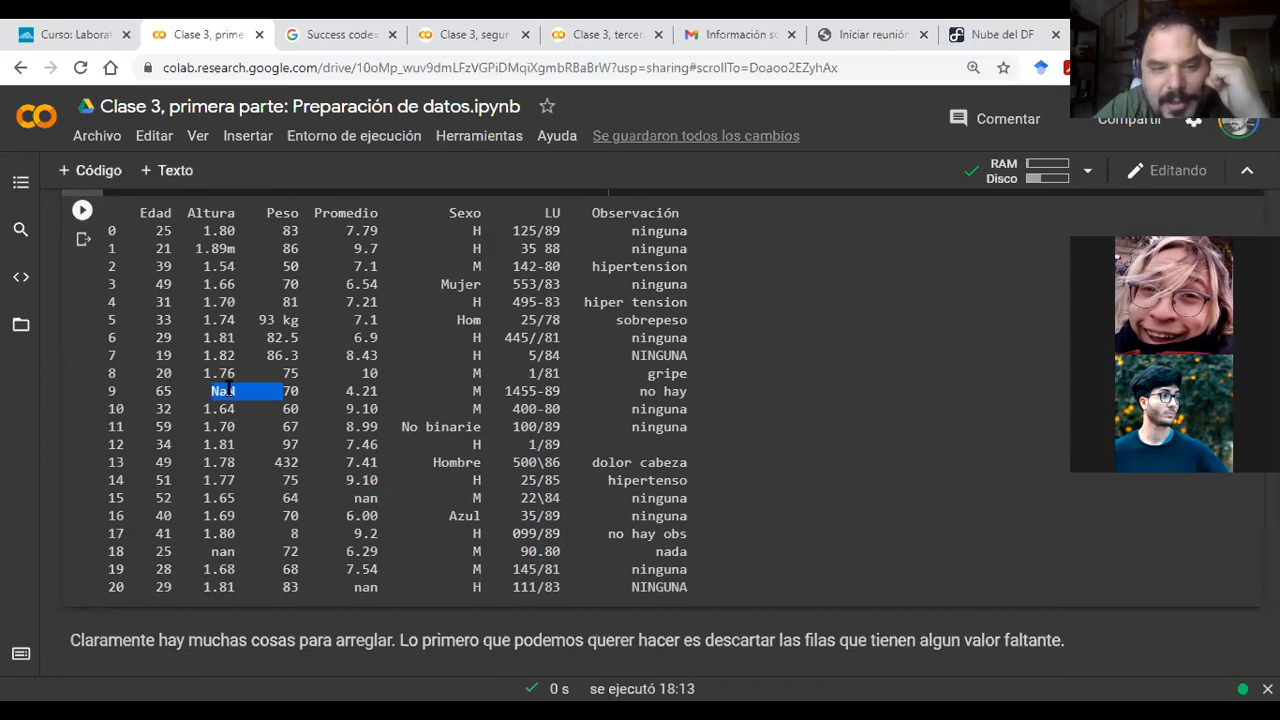 Curso: Laborat
Clase 3, prime
Success code=
Clase 3, segur
Clase 3, tercer
Información so
Iniciar reunión
Nube del DF
colab.research.google.com/drive/10oMp_wuv9dmLFzVGPiDMqiXgmbRBaBrW?usp=sharing#scrollTo=Doaoo2EZyhAx
Clase 3, primera parte: Preparación de datos.ipynb
Archivo Editar Ver Insertar Entorno de ejecución Herramientas Ayuda Se guardaron todos los cambios
Comentar
Compartir
+ Código + Texto
RAM
Disco
Editando
Edad Altura Peso Promedio Sexo LU Observación
0 25 1.80 83 7.79 H 125/89 ninguna
1 21 1.89m 86 9.7 H 35 88 ninguna
2 39 1.54 50 7.1 M 142-80 hipertension
3 49 1.66 70 6.54 Mujer 553/83 ninguna
4 31 1.70 81 7.21 H 495-83 hiper tension
5 33 1.74 93 kg 7.1 Hom 25/78 sobrepeso
6 29 1.81 82.5 6.9 H 445//81 ninguna
7 19 1.82 86.3 8.43 H 5/84 NINGUNA
8 20 1.76 75 10 M 1/81 gripe
9 65 NaN 70 4.21 M 1455-89 no hay
10 32 1.64 60 9.10 M 400-80 ninguna
11 59 1.70 67 8.99 No binarie 100/89 ninguna
12 34 1.81 97 7.46 H 1/89
13 49 1.78 432 7.41 Hombre 500\86 dolor cabeza
14 51 1.77 75 9.10 H 25/85 hipertenso
15 52 1.65 64 nan M 22\84 ninguna
16 40 1.69 70 6.00 Azul 35/89 ninguna
17 41 1.80 8 9.2 H 099/89 no hay obs
18 25 nan 72 6.29 M 90.80 nada
19 28 1.68 68 7.54 M 145/81 ninguna
20 29 1.81 83 nan H 111/83 NINGUNA
Claramente hay muchas cosas para arreglar. Lo primero que podemos querer hacer es descartar las filas que tienen algun valor faltante.
0 s se ejecutó 18:13